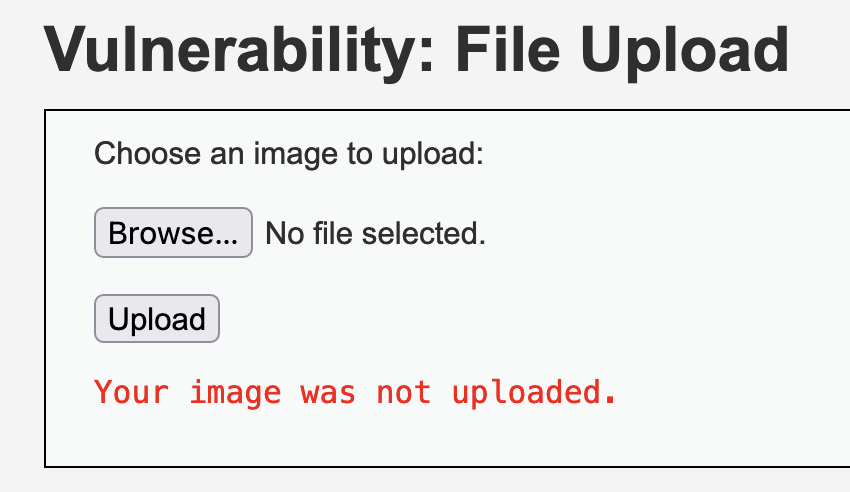 Vulnerability: File Upload
Choose an image to upload:
Browse... No file selected.
Upload
Your image was not uploaded.